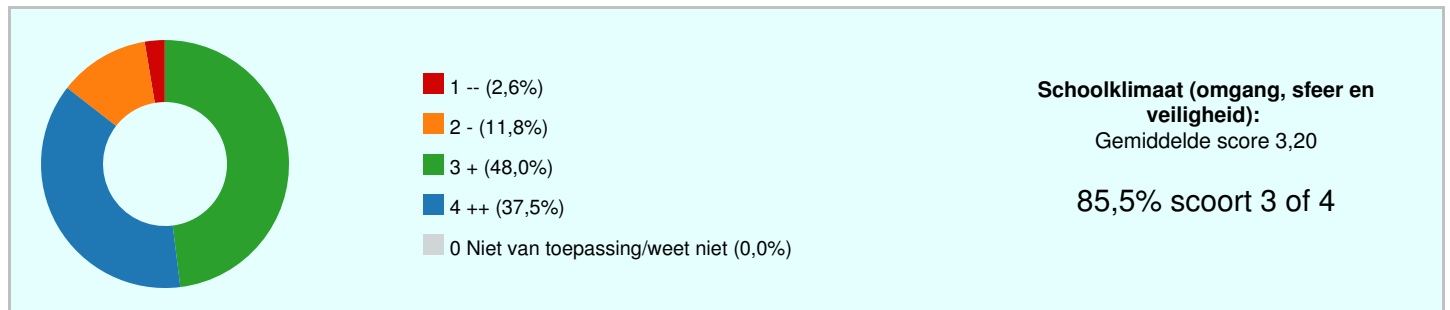 1 -- (2,6%)
2 - (11,8%)
3 + (48,0%)
4 ++ (37,5%)
0 Niet van toepassing/weet niet (0,0%)
Schoolklimaat (omgang, sfeer en
veiligheid):
Gemiddelde score 3,20
85,5% scoort 3 of 4